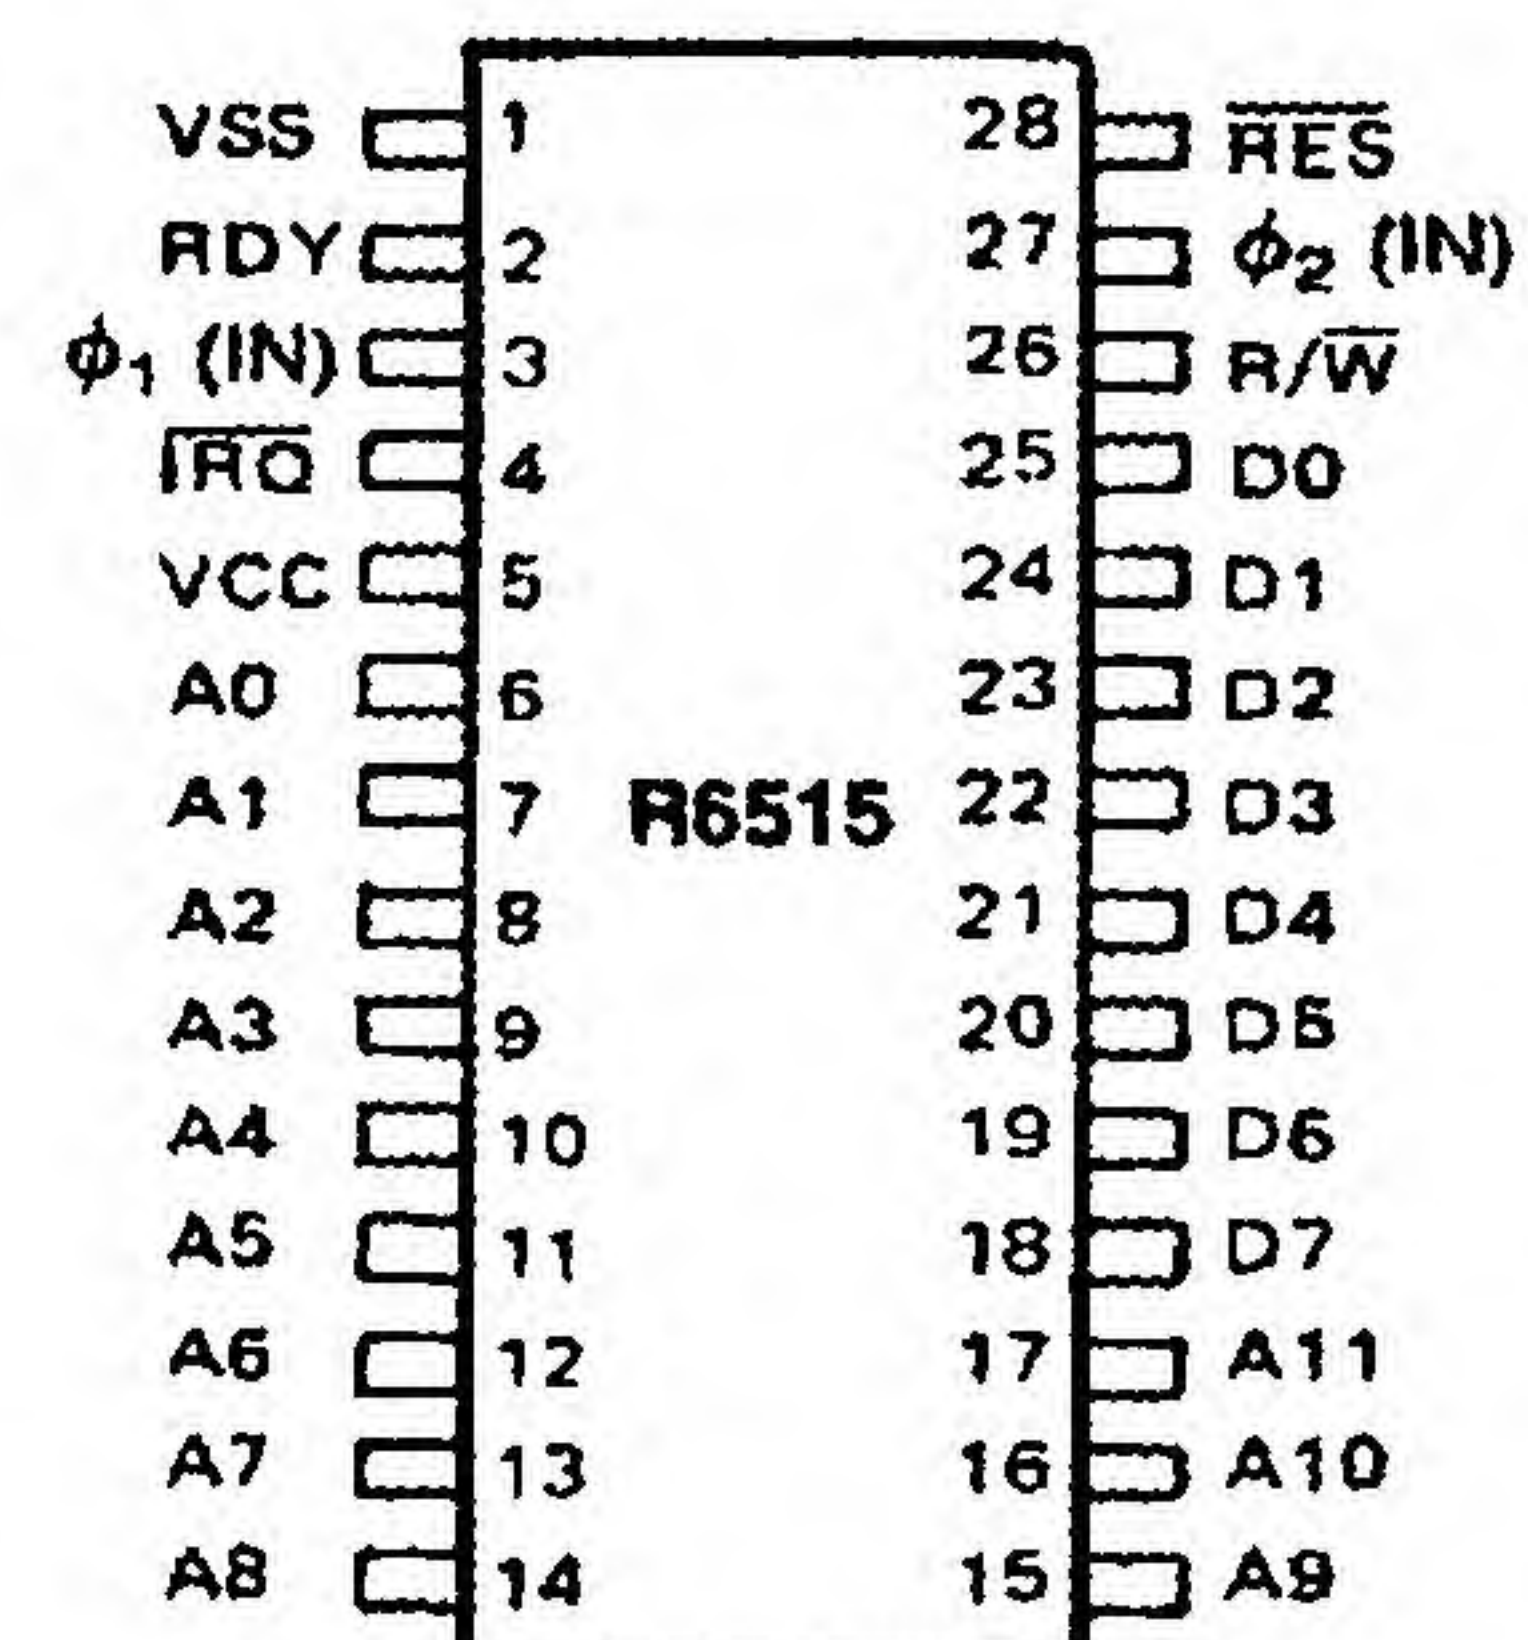 VSS 1 28 R̅E̅S̅
RDY 2 27 ϕ2 (IN)
ϕ1 (IN) 3 26 R/W̅
I̅R̅Q̅ 4 25 D0
VCC 5 24 D1
A0 6 23 D2
A1 7 R6515 22 D3
A2 8 21 D4
A3 9 20 D5
A4 10 19 D6
A5 11 18 D7
A6 12 17 A11
A7 13 16 A10
A8 14 15 A9